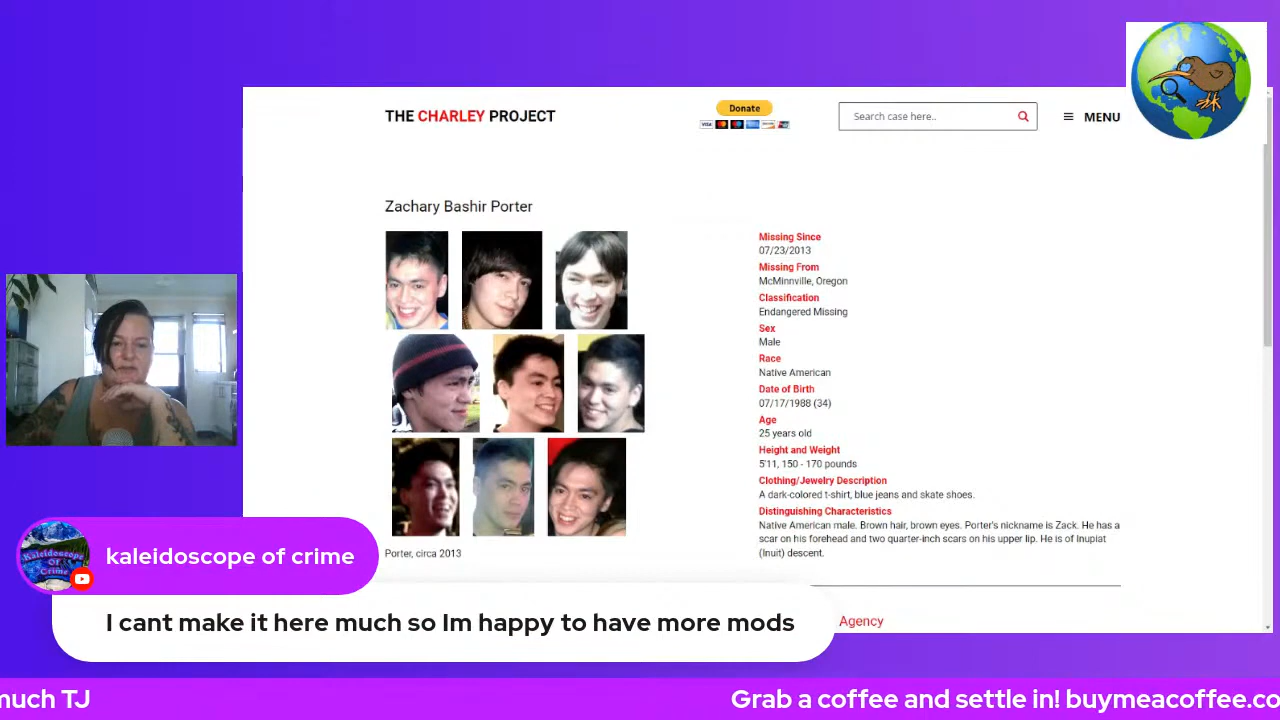 THE CHARLEY PROJECT
Donate
Search case here..
MENU
Zachary Bashir Porter
Missing Since
07/23/2013
Missing From
McMinnville, Oregon
Classification
Endangered Missing
Sex
Male
Race
Native American
Date of Birth
07/17/1988 (34)
Age
25 years old
Height and Weight
5'11, 150 - 170 pounds
Clothing/Jewelry Description
A dark-colored t-shirt, blue jeans and skate shoes.
Distinguishing Characteristics
Native American male. Brown hair, brown eyes. Porter's nickname is Zack. He has a
scar on his forehead and two quarter-inch scars on his upper lip. He is of Inupiat
(Inuit) descent.
Porter, circa 2013
Agency
Kaleidoscope
Of
Crime
kaleidoscope of crime
I cant make it here much so Im happy to have more mods
much TJ
Grab a coffee and settle in! buymeacoffee.co